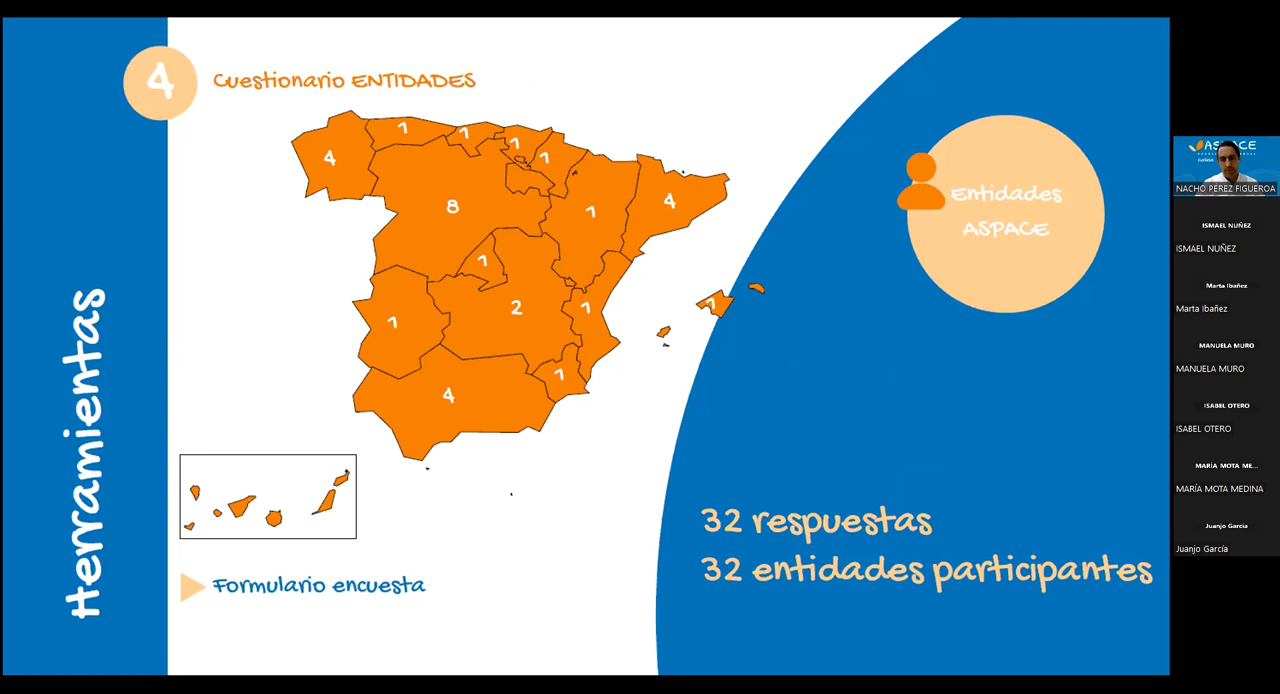 4
Cuestionario ENTIDADES
1
1
1
1
4
8
1
4
1
2
1
1
1
1
4
Entidades
ASPACE
Herramientas
32 respuestas
32 entidades participantes
Formulario encuesta
ASPACE
NACHO PEREZ FIGUEROA
ISMAEL NUÑEZ
ISMAEL NUÑEZ
Marta Ibañez
Marta Ibañez
MANUELA MURO
MANUELA MURO
ISABEL OTERO
ISABEL OTERO
MARÍA MOTA ME...
MARÍA MOTA MEDINA
Juanjo García
Juanjo García